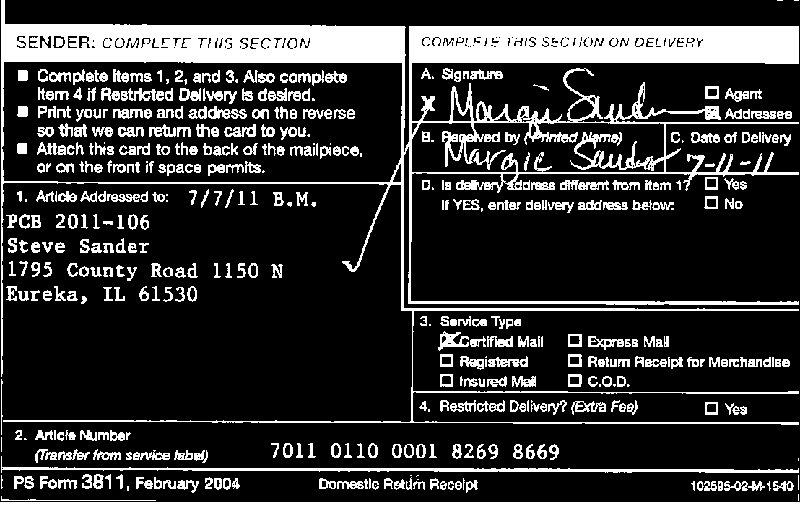 SENDER: COMPLETE THIS SECTION
■ Complete items 1, 2, and 3. Also complete
item 4 if Restricted Delivery is desired.
■ Print your name and address on the reverse
so that we can return the card to you.
■ Attach this card to the back of the mailpiece,
or on the front if space permits.
1. Article Addressed to: 7/7/11 B.M.
PCB 2011-106
Steve Sander
1795 County Road 1150 N
Eureka, IL 61530
2. Article Number
(Transfer from service label) 7011 0110 0001 8269 8669
COMPLETE THIS SECTION ON DELIVERY
A. Signature
X Margie Sander
☐ Agent
☒ Addressee
B. Received by (Printed Name)
Margie Sander
C. Date of Delivery
7-11-11
D. Is delivery address different from item 1? ☐ Yes
If YES, enter delivery address below: ☐ No
3. Service Type
☒ Certified Mail ☐ Express Mail
☐ Registered ☐ Return Receipt for Merchandise
☐ Insured Mail ☐ C.O.D.
4. Restricted Delivery? (Extra Fee) ☐ Yes
PS Form 3811, February 2004 Domestic Return Receipt 102595-02-M-1540